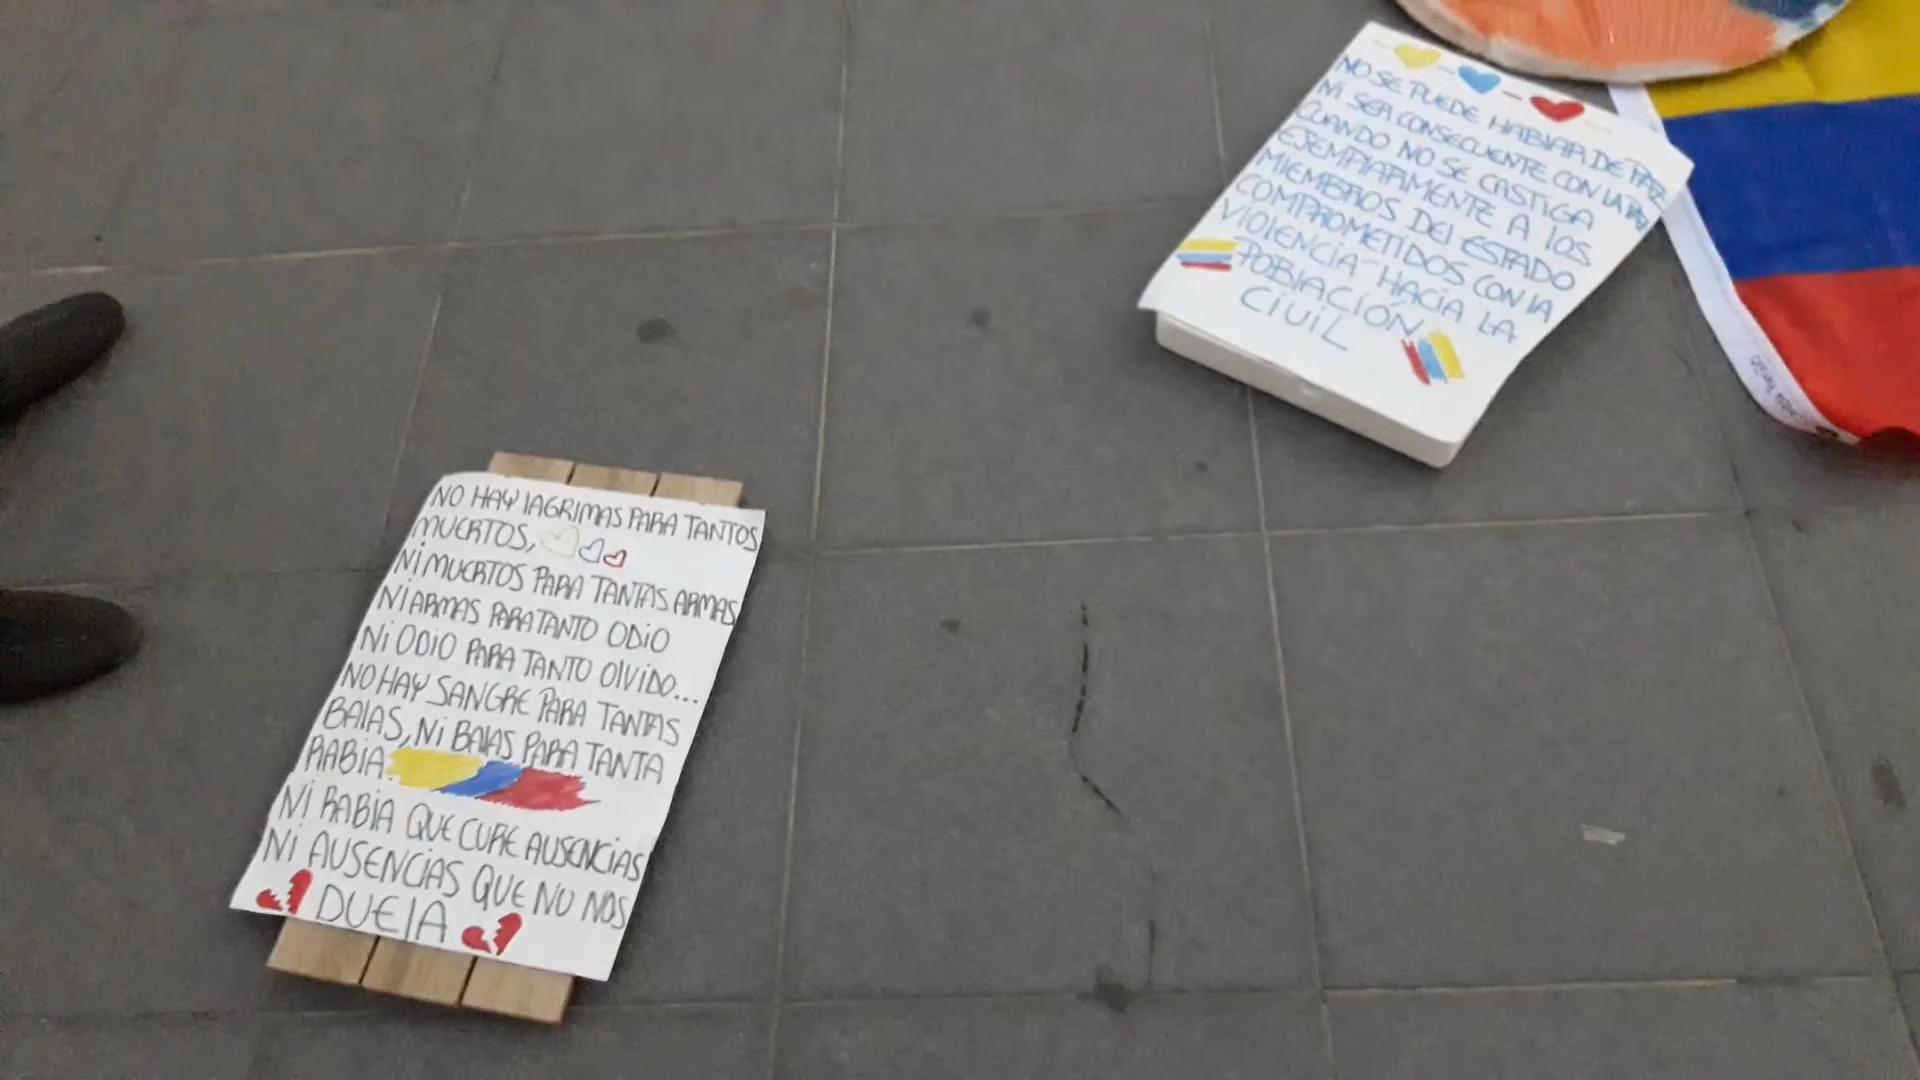 NO HAY LAGRIMAS PARA TANTOS
MUERTOS,
NI MUERTOS PARA TANTAS ARMAS
NI ARMAS PARA TANTO ODIO
NI ODIO PARA TANTO OLVIDO...
NO HAY SANGRE PARA TANTAS
BALAS, NI BALAS PARA TANTA
RABIA.
NI RABIA QUE CURE AUSENCIAS
NI AUSENCIAS QUE NO NOS
DUELA
NO SE PUEDE HABLAR DE PAZ
NI SER CONSECUENTE CON LA PAZ
CUANDO NO SE CASTIGA
EJEMPLARMENTE A LOS
MIEMBROS DEL ESTADO
COMPROMETIDOS CON LA
VIOLENCIA HACIA LA
POBLACIÓN
CIVIL